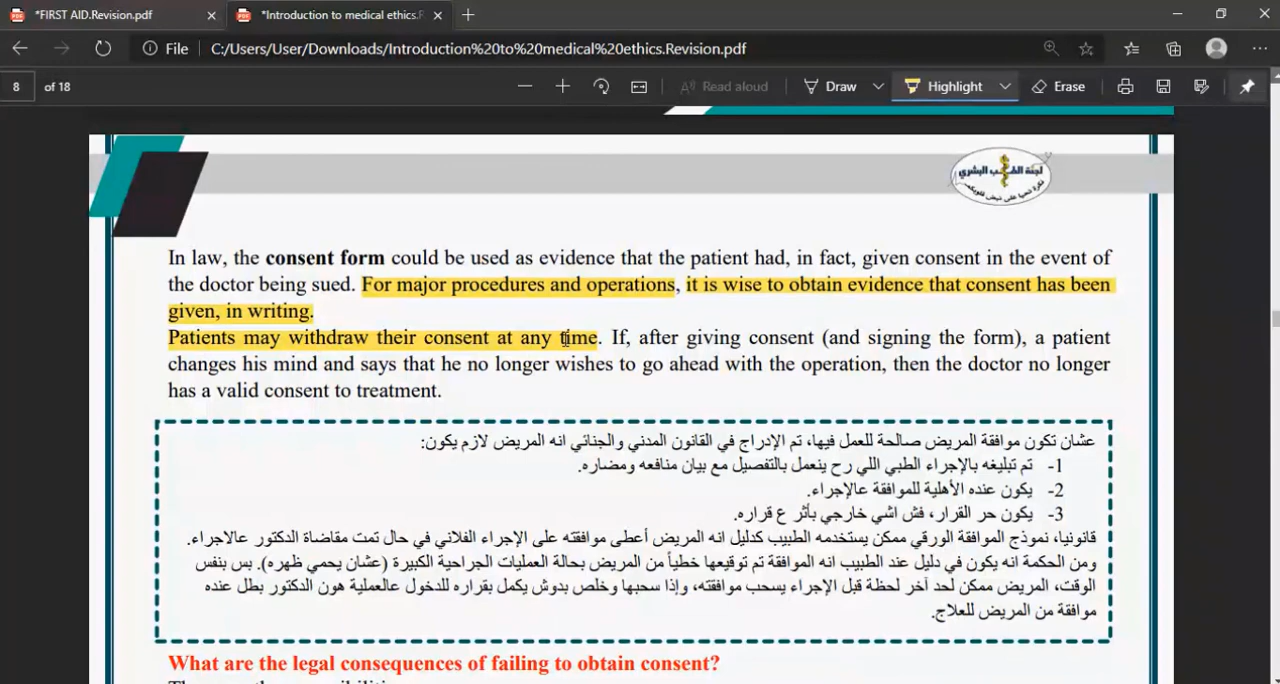 *FIRST AID.Revision.pdf
*Introduction to medical ethics.R
File C:/Users/User/Downloads/Introduction%20to%20medical%20ethics.Revision.pdf
8 of 18 Read aloud Draw Highlight Erase
لجنة الطب البشري
فكرة تحيا على نبض قلوبكم
In law, the consent form could be used as evidence that the patient had, in fact, given consent in the event of
the doctor being sued. For major procedures and operations, it is wise to obtain evidence that consent has been
given, in writing.
Patients may withdraw their consent at any time. If, after giving consent (and signing the form), a patient
changes his mind and says that he no longer wishes to go ahead with the operation, then the doctor no longer
has a valid consent to treatment.
عشان تكون موافقة المريض صالحة للعمل فيها، تم الإدراج في القانون المدني والجنائي انه المريض لازم يكون:
1- تم تبليغه بالإجراء الطبي اللي رح ينعمل بالتفصيل مع بيان منافعه ومضاره.
2- يكون عنده الأهلية للموافقة عالإجراء.
3- يكون حر القرار، فش اشي خارجي بأثر ع قراره.
قانونيا، نموذج الموافقة الورقي ممكن يستخدمه الطبيب كدليل انه المريض أعطى موافقته على الإجراء الفلاني في حال تمت مقاضاة الدكتور عالاجراء.
ومن الحكمة انه يكون في دليل عند الطبيب انه الموافقة تم توقيعها خطياً من المريض بحالة العمليات الجراحية الكبيرة (عشان يحمي ظهره). بس بنفس
الوقت، المريض ممكن لحد آخر لحظة قبل الإجراء يسحب موافقته، وإذا سحبها وخلص بدوش يكمل بقراره للدخول عالعملية هون الدكتور بطل عنده
موافقة من المريض للعلاج.
What are the legal consequences of failing to obtain consent?